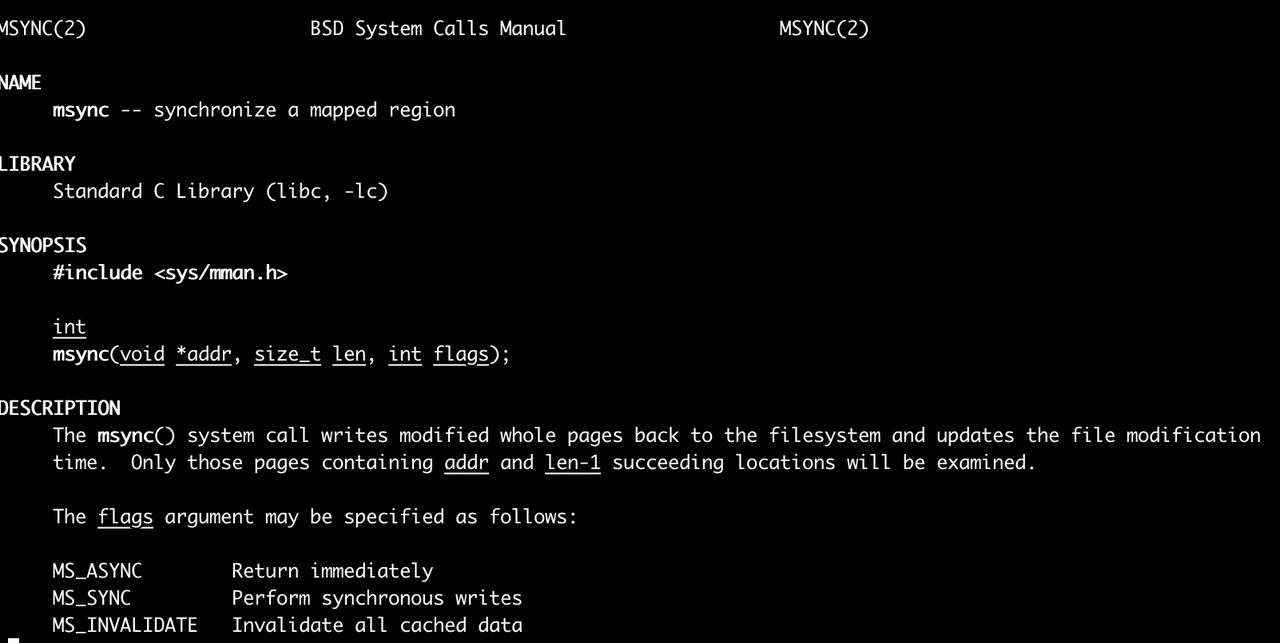 MSYNC(2) BSD System Calls Manual MSYNC(2)
NAME
msync -- synchronize a mapped region
LIBRARY
Standard C Library (libc, -lc)
SYNOPSIS
#include <sys/mman.h>
int
msync(void *addr, size_t len, int flags);
DESCRIPTION
The msync() system call writes modified whole pages back to the filesystem and updates the file modification
time.  Only those pages containing addr and len-1 succeeding locations will be examined.
The flags argument may be specified as follows:
MS_ASYNC Return immediately
MS_SYNC Perform synchronous writes
MS_INVALIDATE Invalidate all cached data